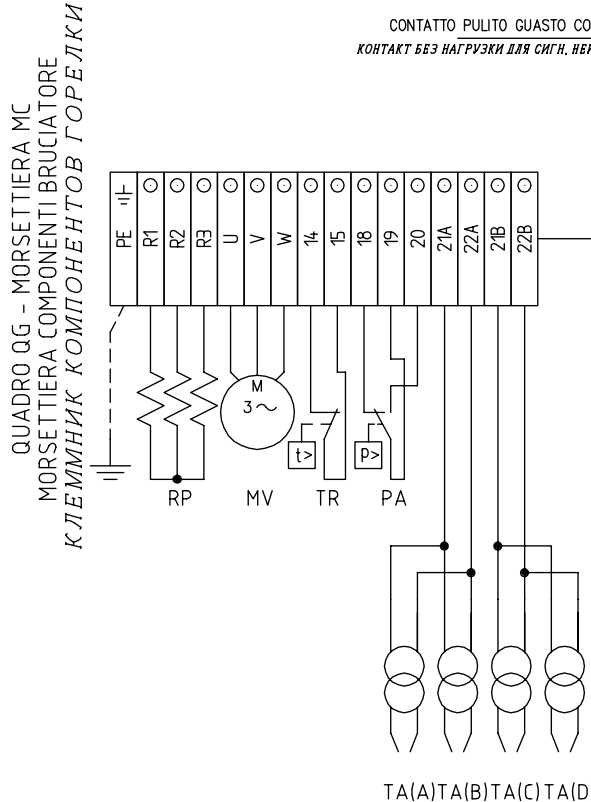 CONTATTO PULITO GUASTO CO
КОНТАКТ БЕЗ НАГРУЗКИ ДЛЯ СИГН, НЕИ
QUADRO QG - MORSETTIERA MC
MORSETTIERA COMPONENTI BRUCIATORE
КЛЕММНИК КОМПОНЕНТОВ ГОРЕЛКИ
PE R1 R2 R3 U V W 14 15 18 19 20 21A 22A 21B 22B
M
3~
t> p>
RP MV TR PA
TA(A) TA(B) TA(C) TA(D